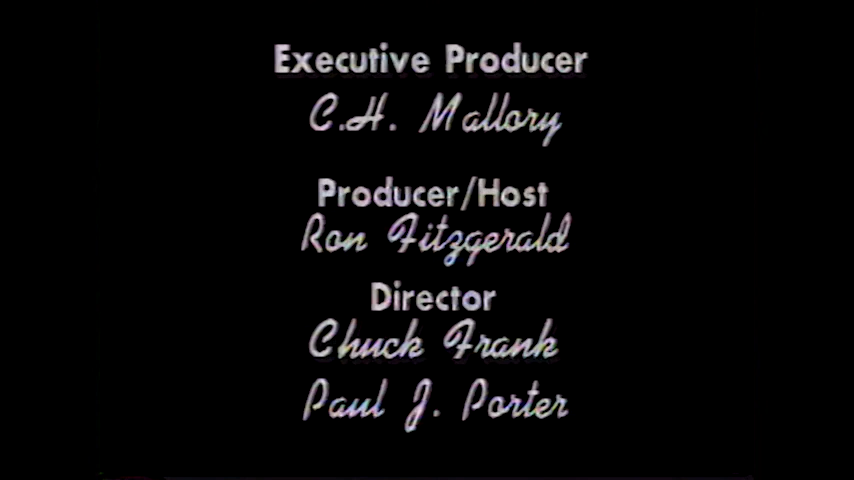 Executive Producer
C.H. Mallory
Producer/Host
Ron Fitzgerald
Director
Chuck Frank
Paul J. Porter